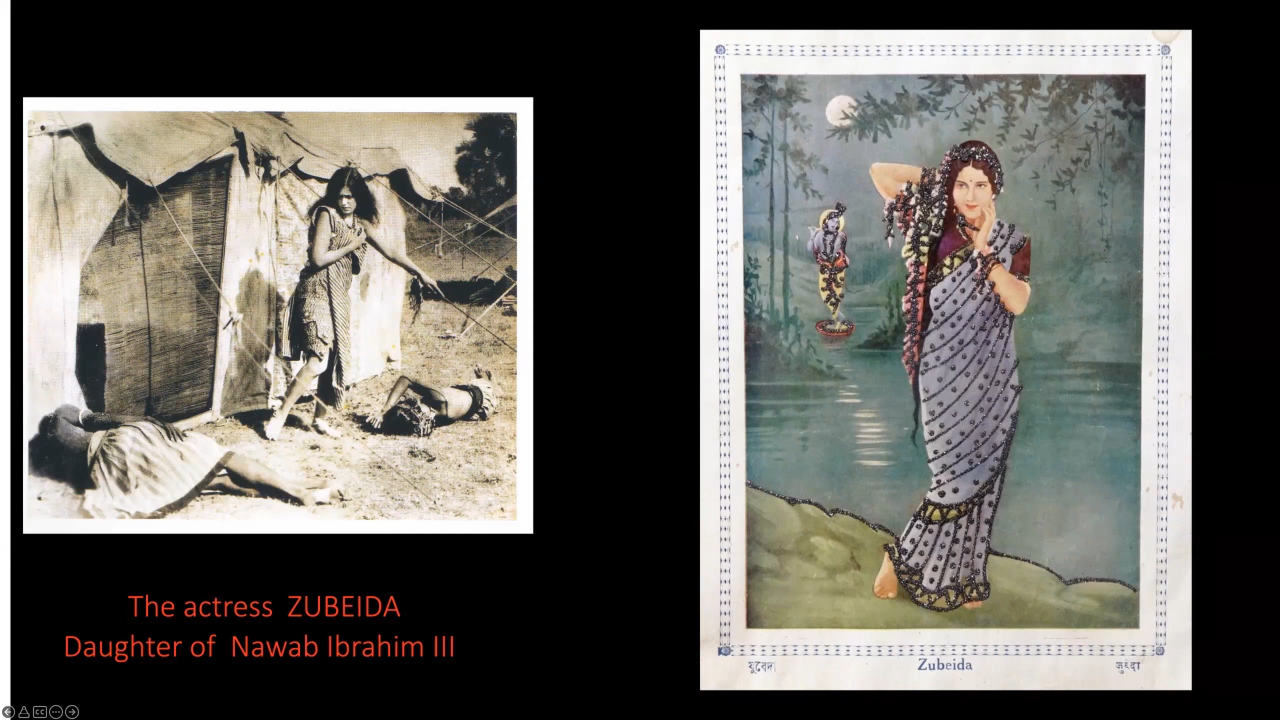 The actress  ZUBEIDA
Daughter of  Nawab Ibrahim III
যুবেদা Zubeida